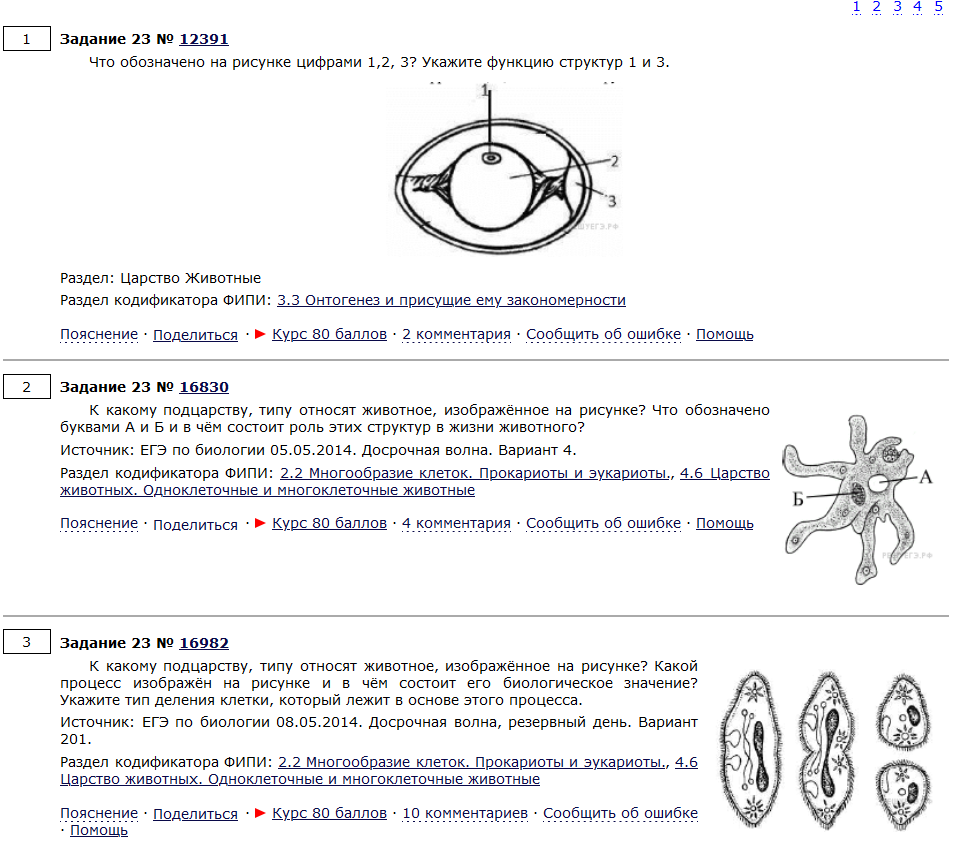 1 2 3 4 5
1
Задание 23 № 12391
Что обозначено на рисунке цифрами 1,2, 3? Укажите функцию структур 1 и 3.
1
2
3
Раздел: Царство Животные
Раздел кодификатора ФИПИ: 3.3 Онтогенез и присущие ему закономерности
Пояснение · Поделиться · Курс 80 баллов · 2 комментария · Сообщить об ошибке · Помощь
2
Задание 23 № 16830
К какому подцарству, типу относят животное, изображённое на рисунке? Что обозначено
буквами А и Б и в чём состоит роль этих структур в жизни животного?
Источник: ЕГЭ по биологии 05.05.2014. Досрочная волна. Вариант 4.
Раздел кодификатора ФИПИ: 2.2 Многообразие клеток. Прокариоты и эукариоты., 4.6 Царство
животных. Одноклеточные и многоклеточные животные
Пояснение · Поделиться · Курс 80 баллов · 4 комментария · Сообщить об ошибке · Помощь
А
Б
3
Задание 23 № 16982
К какому подцарству, типу относят животное, изображённое на рисунке? Какой
процесс изображён на рисунке и в чём состоит его биологическое значение?
Укажите тип деления клетки, который лежит в основе этого процесса.
Источник: ЕГЭ по биологии 08.05.2014. Досрочная волна, резервный день. Вариант
201.
Раздел кодификатора ФИПИ: 2.2 Многообразие клеток. Прокариоты и эукариоты., 4.6
Царство животных. Одноклеточные и многоклеточные животные
Пояснение · Поделиться · Курс 80 баллов · 10 комментариев · Сообщить об ошибке
· Помощь